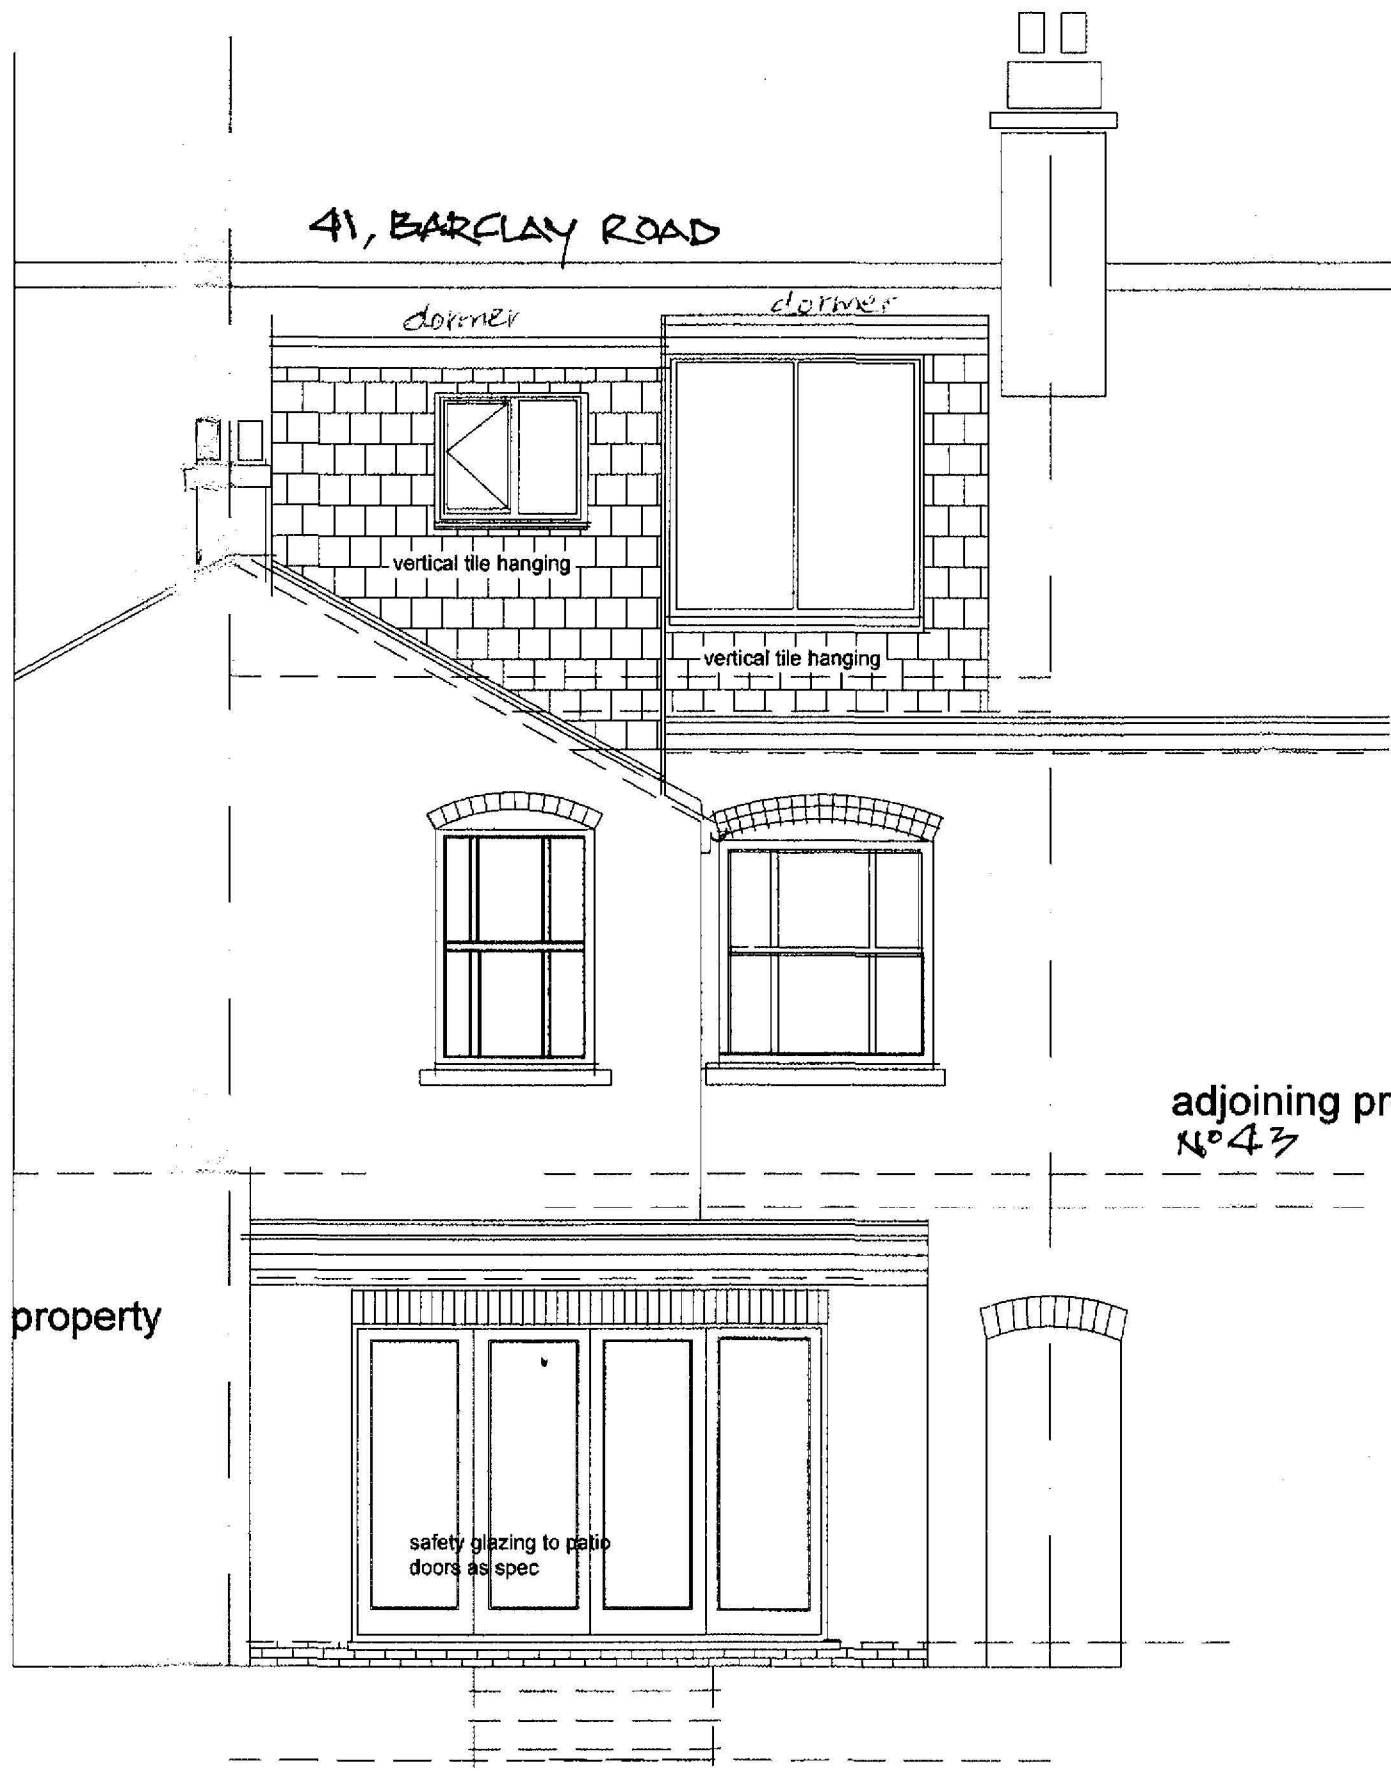 41, BARCLAY ROAD
dormer
dormer
vertical tile hanging
vertical tile hanging
adjoining pr
Nº 43
property
safety glazing to patio
doors as spec